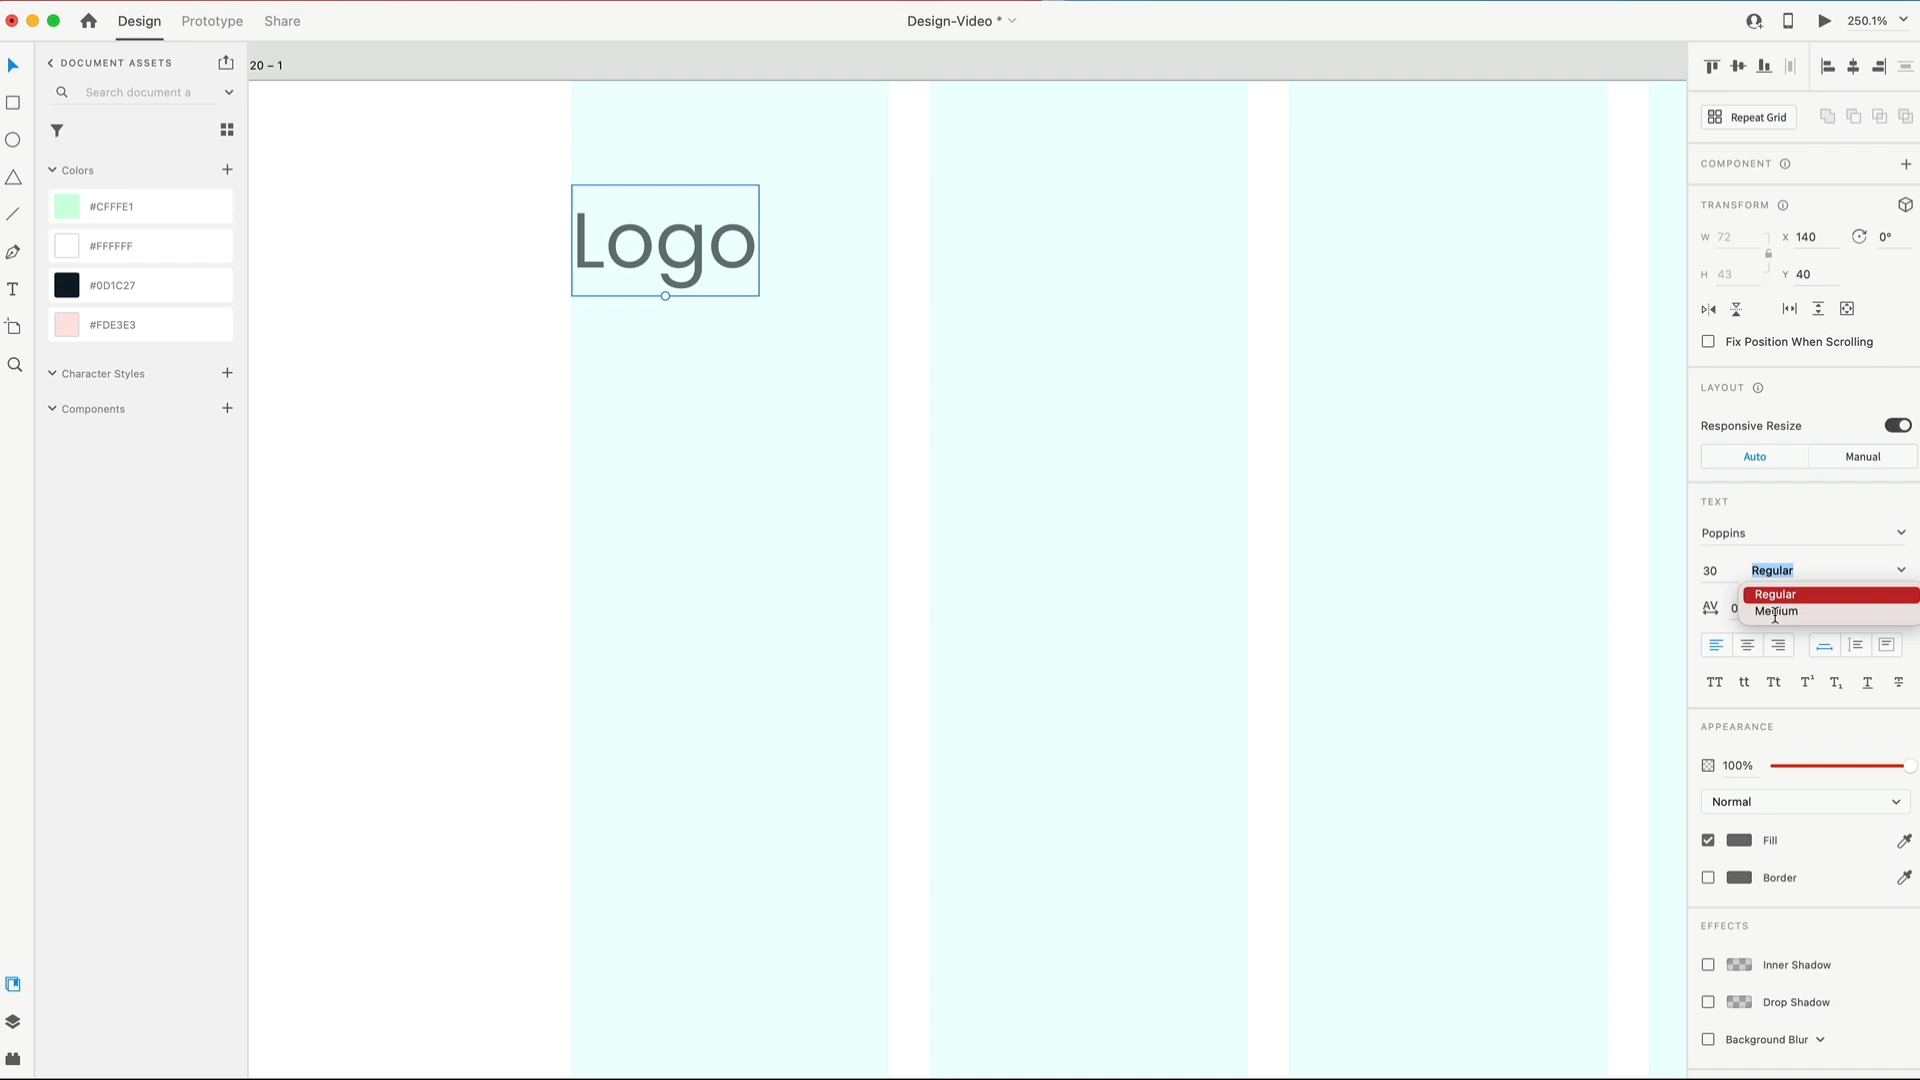 Design
Prototype
Share
Design-Video *
250.1%
DOCUMENT ASSETS
20 – 1
Search document a
Colors
#CFFFE1
#FFFFFF
#0D1C27
#FDE3E3
Character Styles
Components
Logo
Repeat Grid
COMPONENT
TRANSFORM
W 72
X 140
0°
H 43
Y 40
Fix Position When Scrolling
LAYOUT
Responsive Resize
Auto
Manual
TEXT
Poppins
30
Regular
Regular
AV 0
Medium
TT tt Tt T¹ T₁ T T
APPEARANCE
100%
Normal
Fill
Border
EFFECTS
Inner Shadow
Drop Shadow
Background Blur